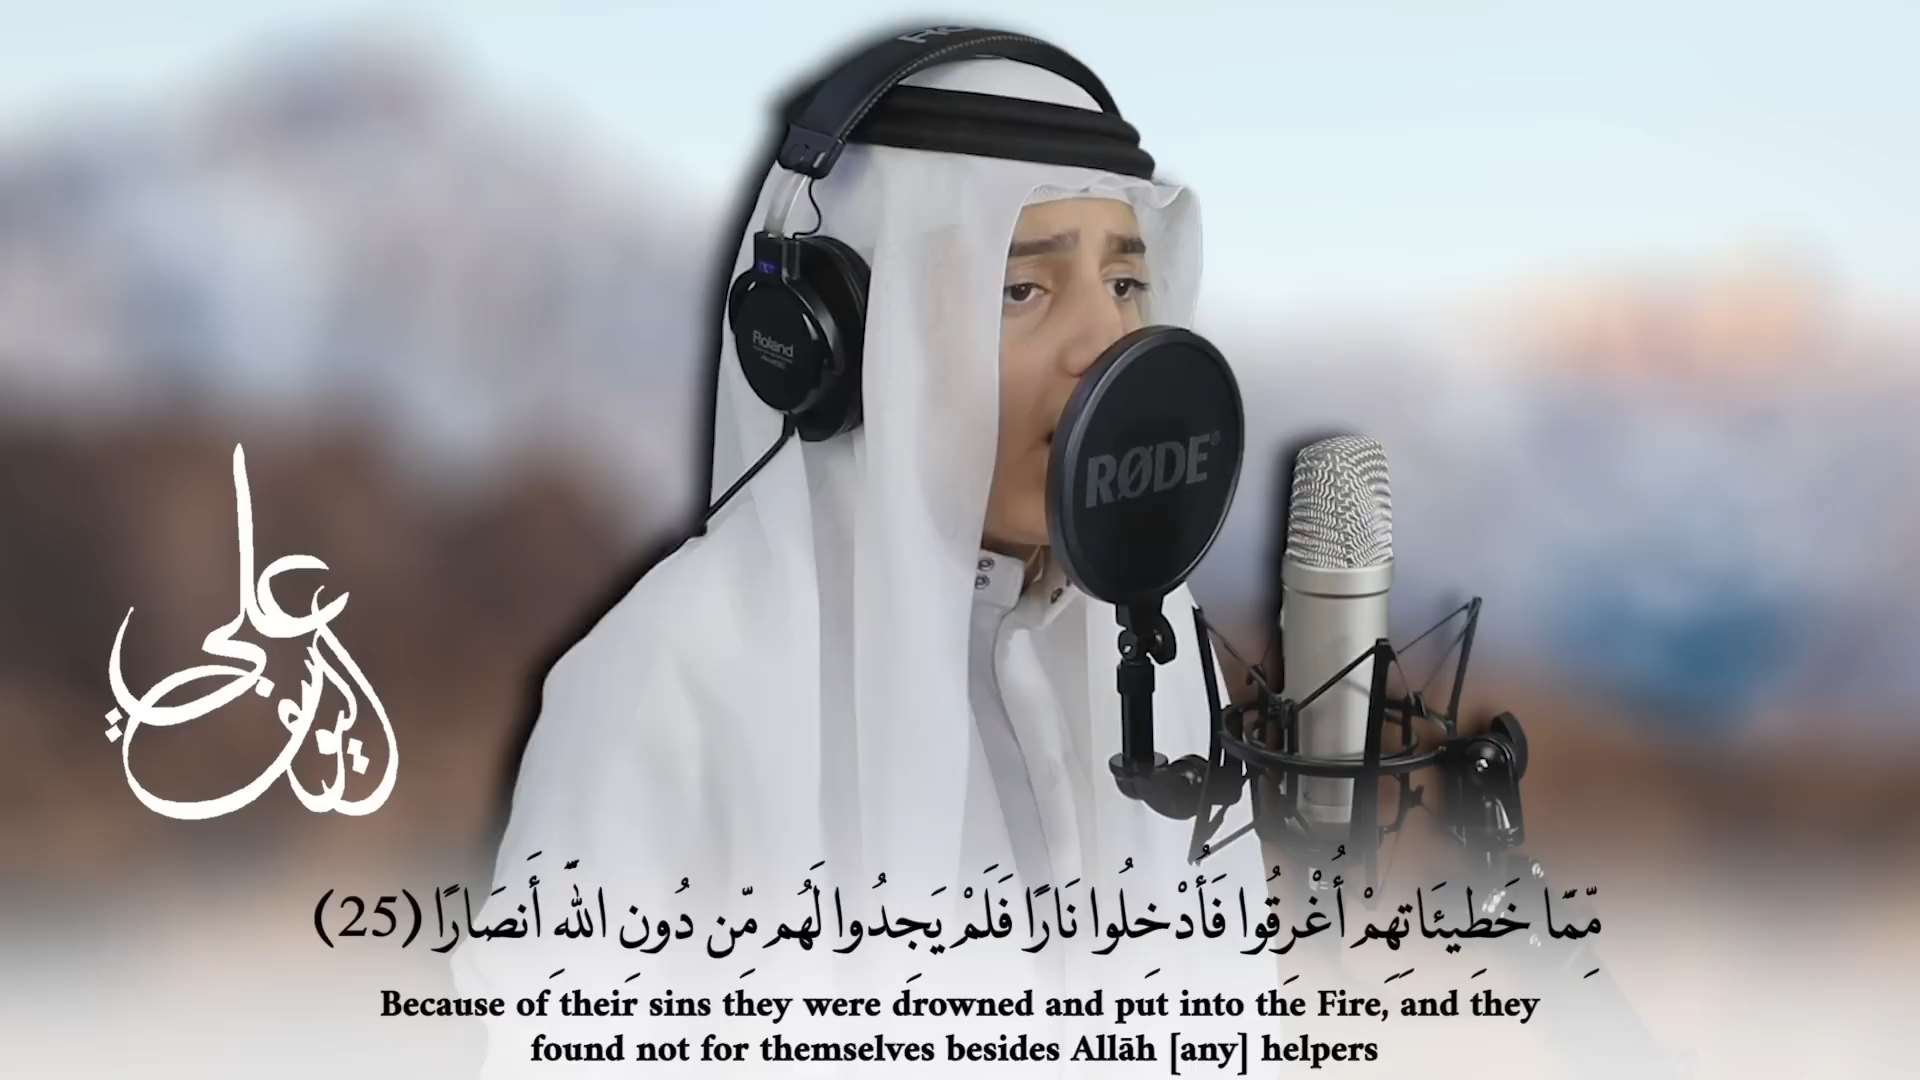 Roland
RØDE®
علي
اليوسف
مِّمَّا خَطِيئَاتِهِمْ أُغْرِقُوا فَأُدْخِلُوا نَارًا فَلَمْ يَجِدُوا لَهُم مِّن دُونِ اللَّهِ أَنصَارًا (25)
Because of their sins they were drowned and put into the Fire, and they
found not for themselves besides Allāh [any] helpers